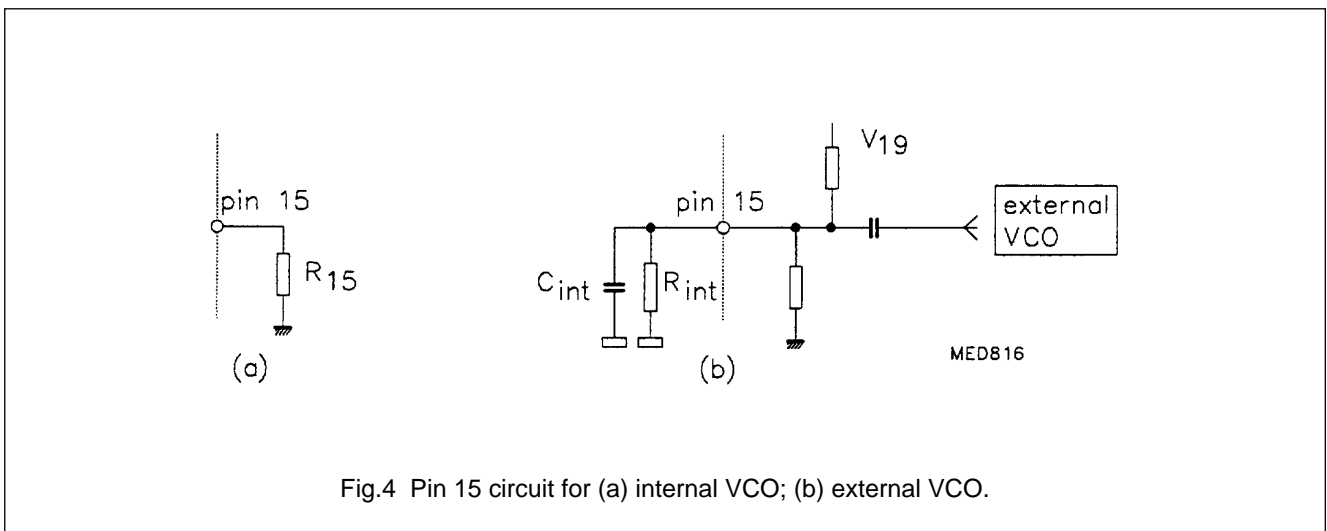 pin 15
R15
(a)
V19
pin 15
external
VCO
Cint
Rint
(b)
MED816
Fig.4 Pin 15 circuit for (a) internal VCO; (b) external VCO.